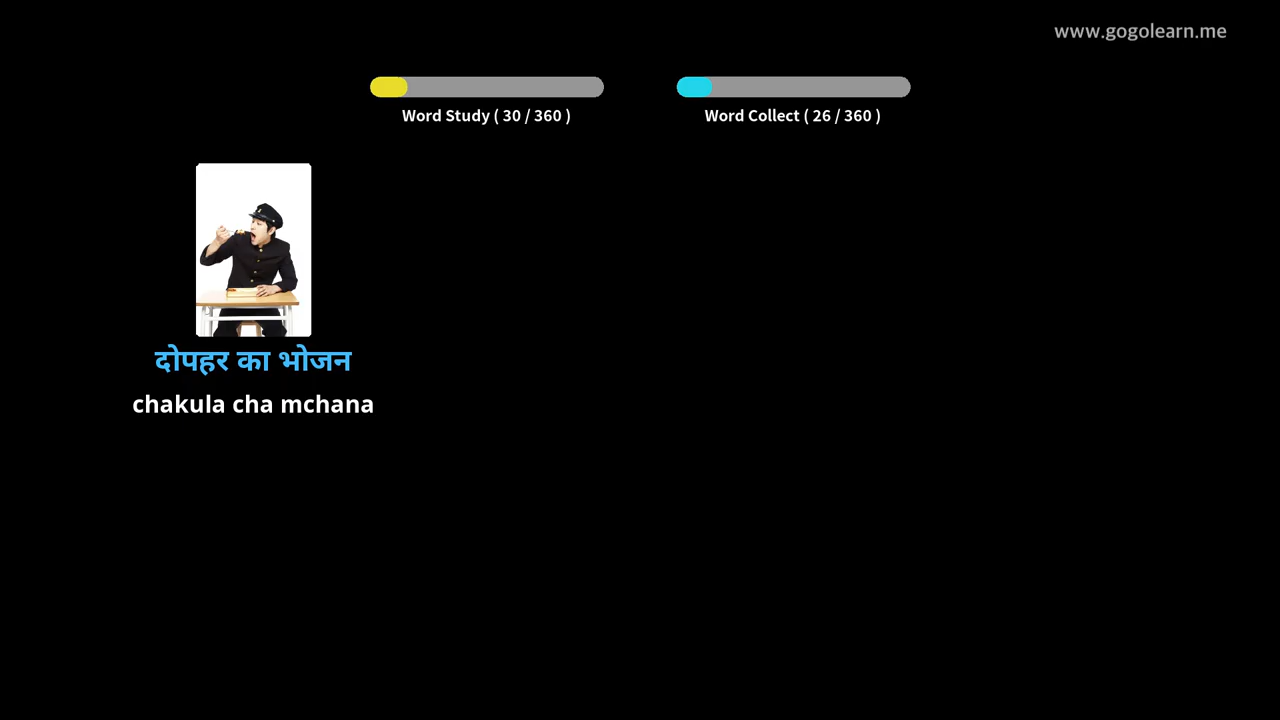 www.gogolearn.me
Word Study ( 30 / 360 )
Word Collect ( 26 / 360 )
दोपहर का भोजन
chakula cha mchana